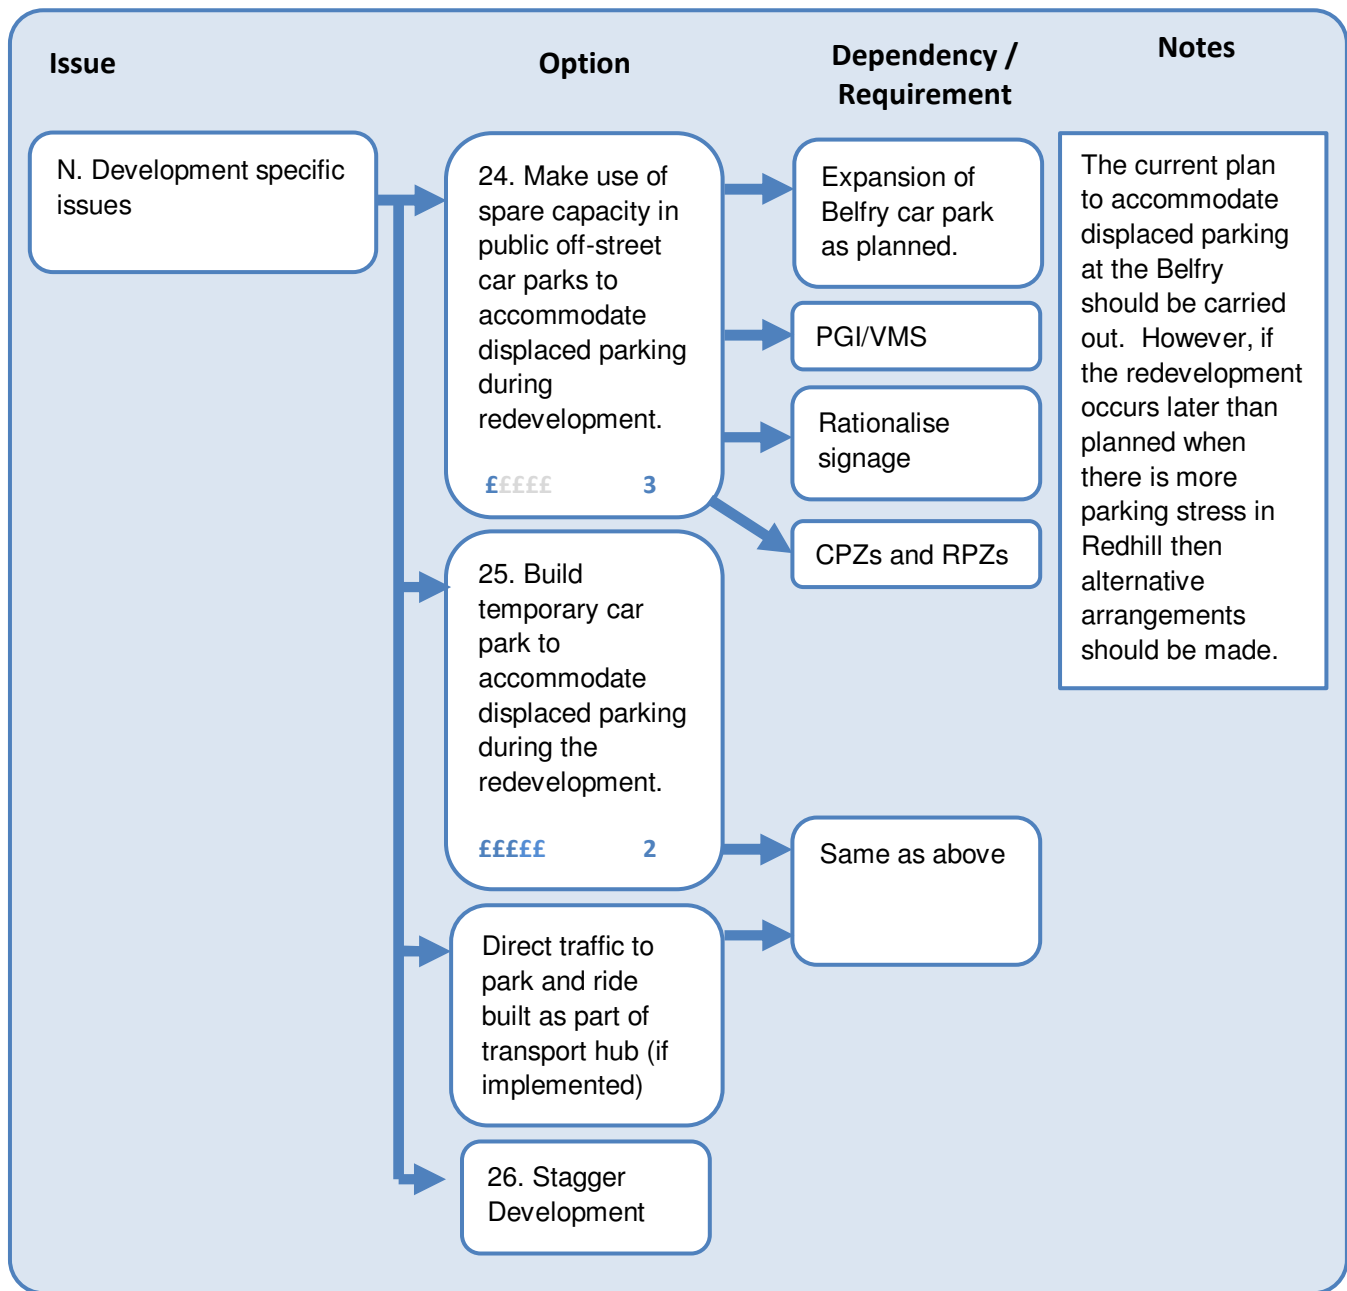 Issue
Option
Dependency /
Requirement
Notes
N. Development specific
issues
24. Make use of
spare capacity in
public off-street
car parks to
accommodate
displaced parking
during
redevelopment.
£££££ 3
Expansion of
Belfry car park
as planned.
PGI/VMS
Rationalise
signage
CPZs and RPZs
The current plan
to accommodate
displaced parking
at the Belfry
should be carried
out.  However, if
the redevelopment
occurs later than
planned when
there is more
parking stress in
Redhill then
alternative
arrangements
should be made.
25. Build
temporary car
park to
accommodate
displaced parking
during the
redevelopment.
£££££ 2
Same as above
Direct traffic to
park and ride
built as part of
transport hub (if
implemented)
26. Stagger
Development